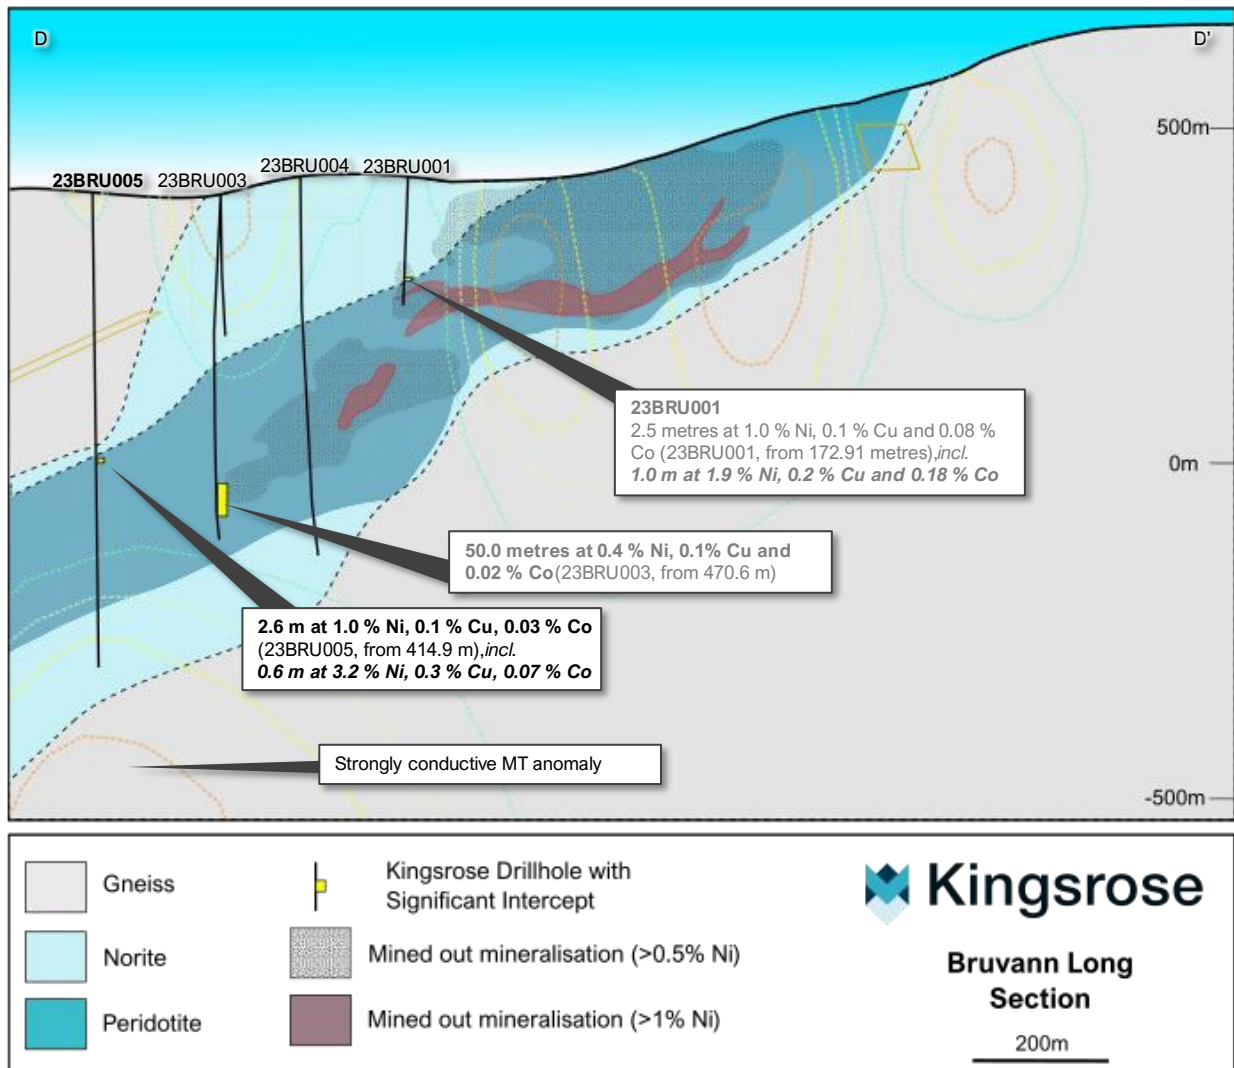 D
D'
500m
23BRU004
23BRU001
23BRU005
23BRU003
23BRU001
2.5 metres at 1.0 % Ni, 0.1 % Cu and 0.08 %
Co (23BRU001, from 172.91 metres),incl.
1.0 m at 1.9 % Ni, 0.2 % Cu and 0.18 % Co
0m
50.0 metres at 0.4 % Ni, 0.1% Cu and
0.02 % Co(23BRU003, from 470.6 m)
2.6 m at 1.0 % Ni, 0.1 % Cu, 0.03 % Co
(23BRU005, from 414.9 m),incl.
0.6 m at 3.2 % Ni, 0.3 % Cu, 0.07 % Co
Strongly conductive MT anomaly
-500m
Gneiss
Norite
Peridotite
Kingsrose Drillhole with
Significant Intercept
Mined out mineralisation (>0.5% Ni)
Mined out mineralisation (>1% Ni)
Kingsrose
Bruvann Long
Section
200m